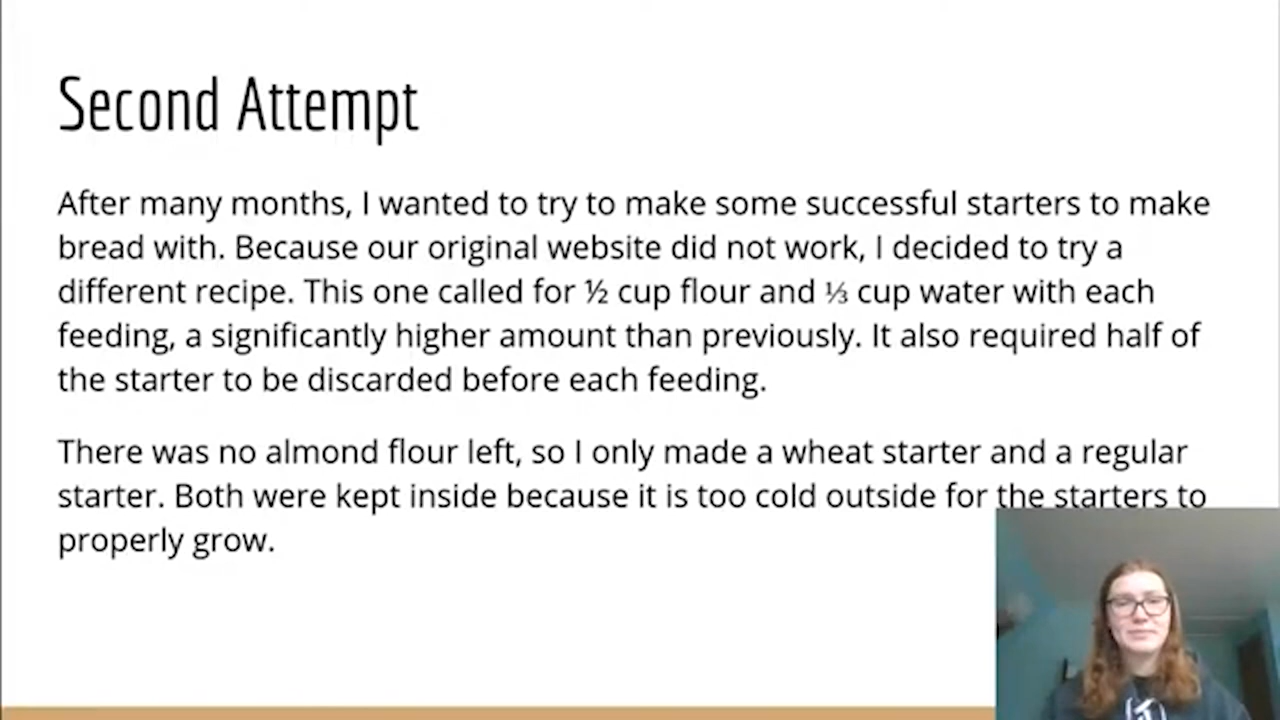 Second Attempt
After many months, I wanted to try to make some successful starters to make
bread with. Because our original website did not work, I decided to try a
different recipe. This one called for ½ cup flour and ⅓ cup water with each
feeding, a significantly higher amount than previously. It also required half of
the starter to be discarded before each feeding.
There was no almond flour left, so I only made a wheat starter and a regular
starter. Both were kept inside because it is too cold outside for the starters to
properly grow.